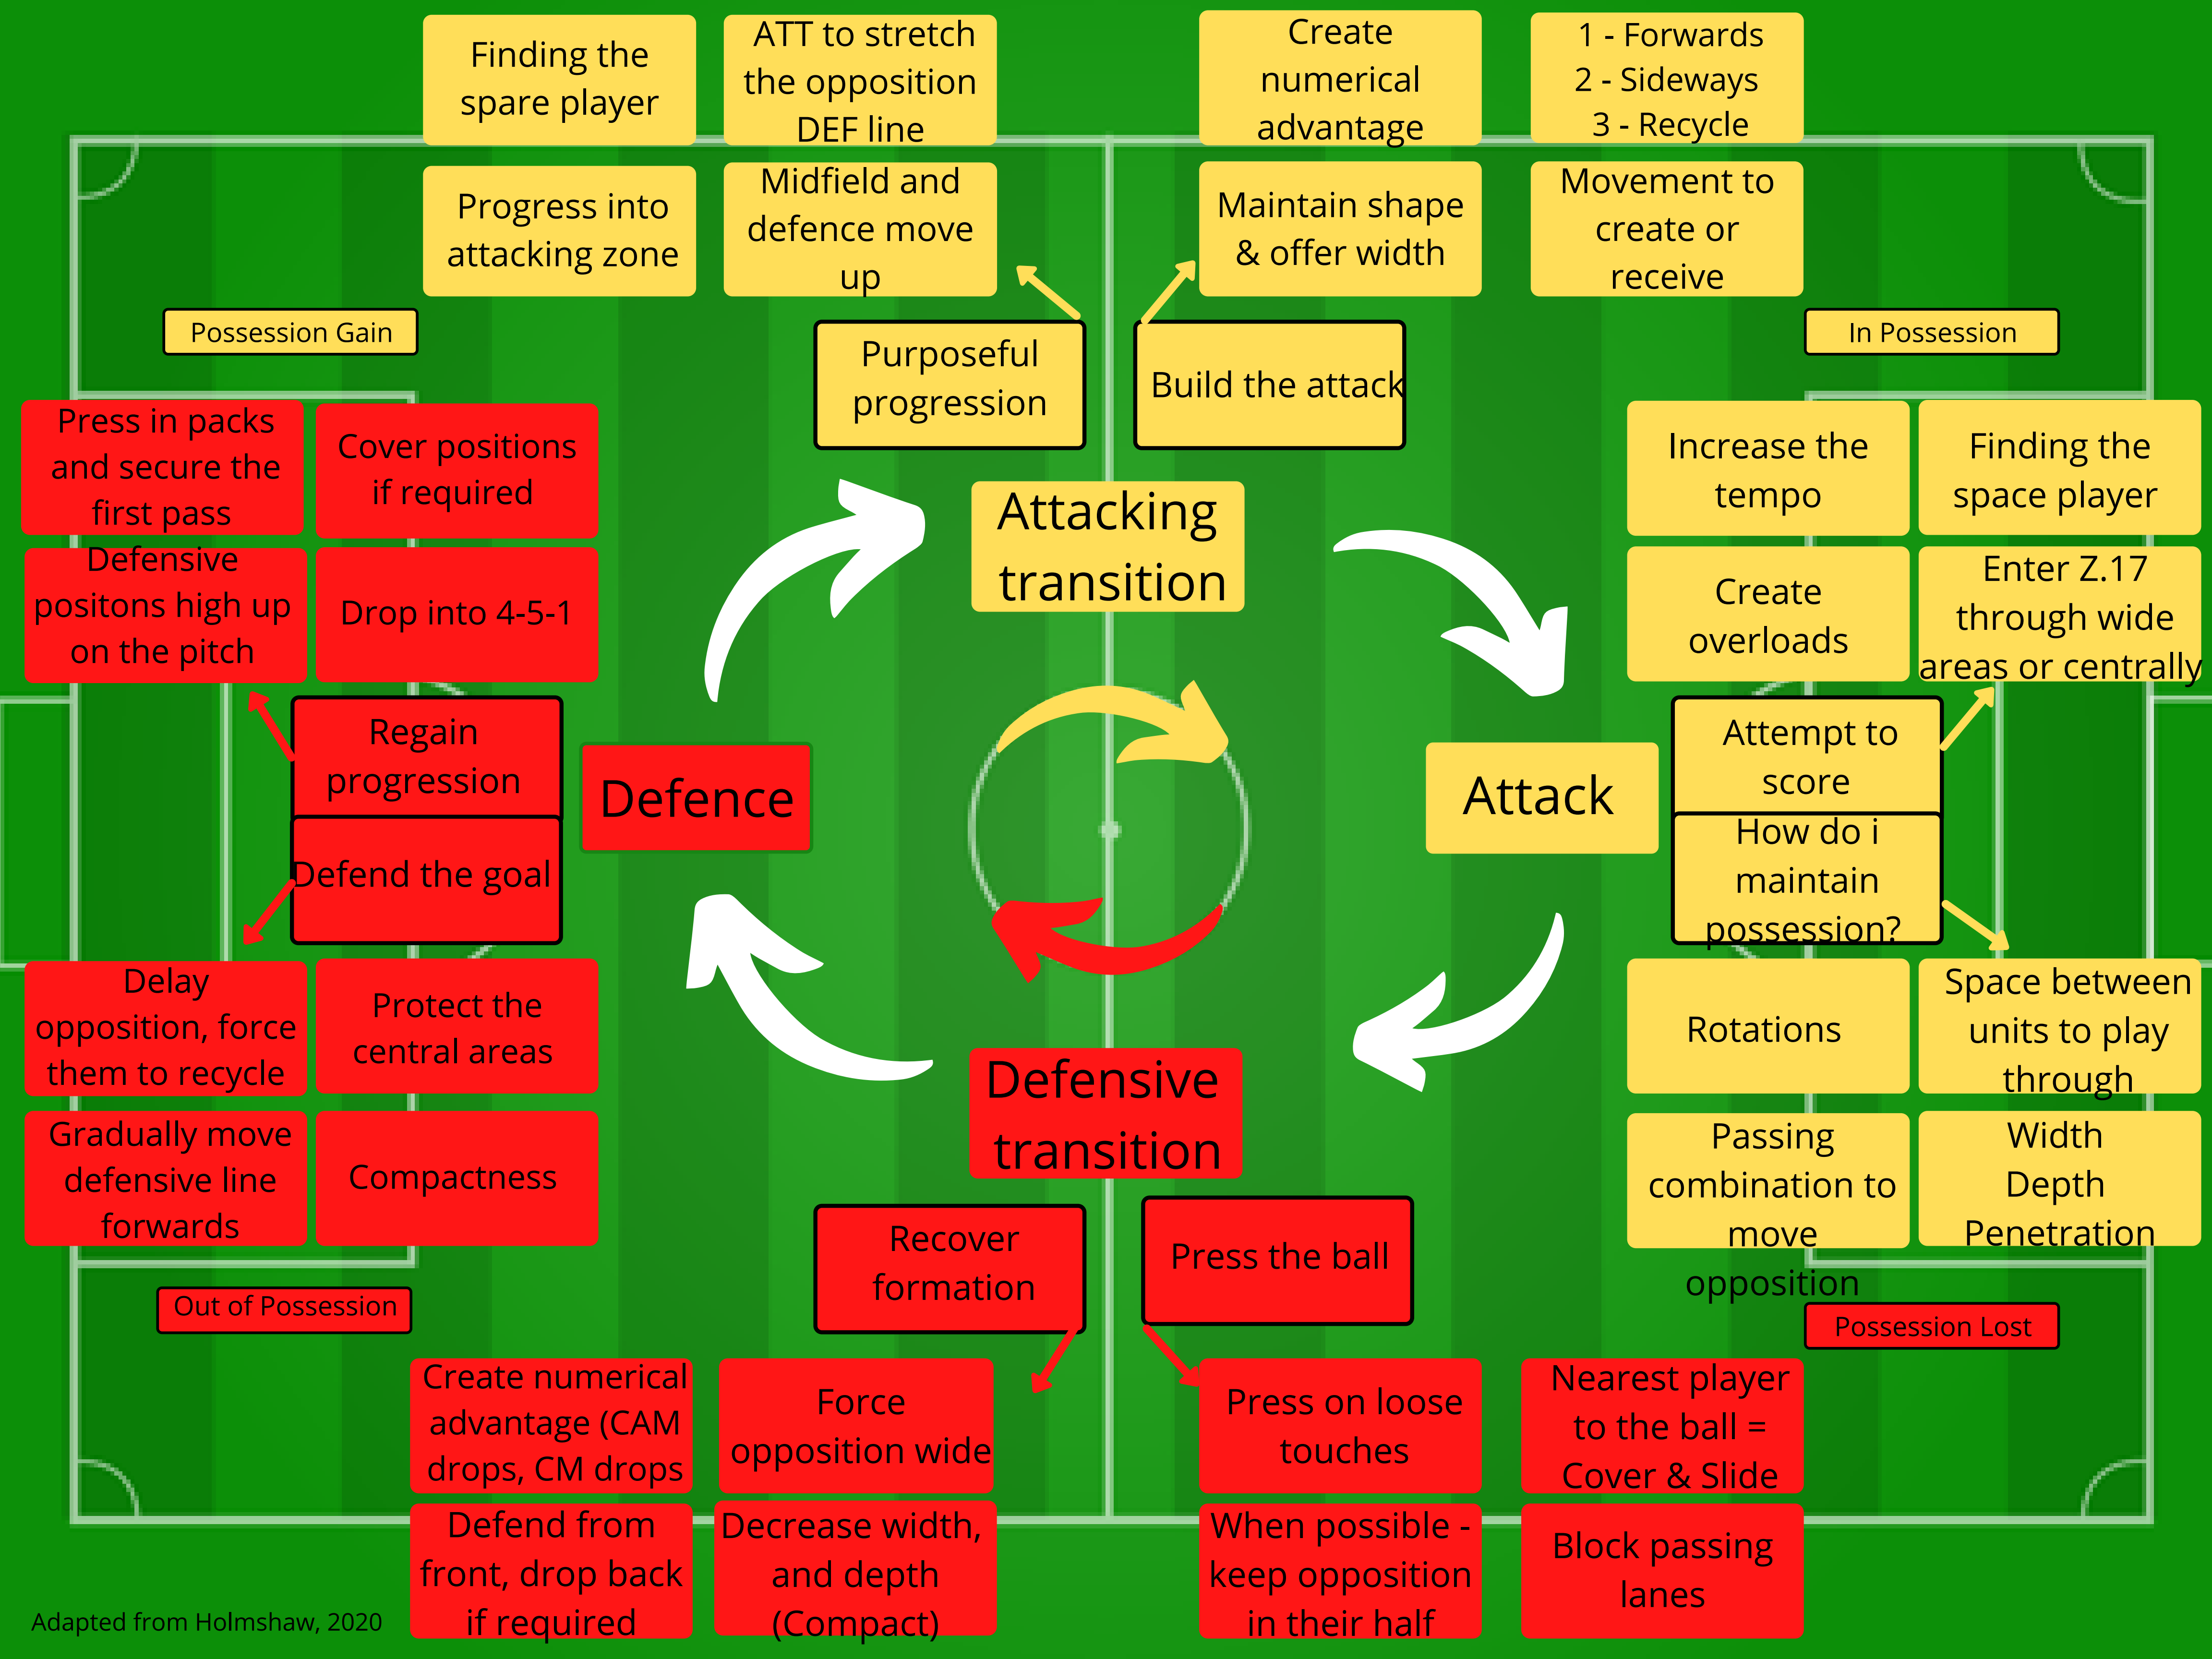 Finding the
spare player
ATT to stretch
the opposition
DEF line
Create
numerical
advantage
1 - Forwards
2 - Sideways
3 - Recycle
Progress into
attacking zone
Midfield and
defence move
up
Maintain shape
& offer width
Movement to
create or
receive
Possession Gain
In Possession
Purposeful
progression
Build the attack
Press in packs
and secure the
first pass
Cover positions
if required
Defensive
positons high up
on the pitch
Drop into 4-5-1
Attacking
transition
Increase the
tempo
Finding the
space player
Create
overloads
Enter Z.17
through wide
areas or centrally
Regain
progression
Defend the goal
Defence
Attack
Attempt to
score
How do i
maintain
possession?
Delay
opposition, force
them to recycle
Protect the
central areas
Gradually move
defensive line
forwards
Compactness
Defensive
transition
Rotations
Space between
units to play
through
Passing
combination to
move
opposition
Width
Depth
Penetration
Out of Possession
Possession Lost
Recover
formation
Press the ball
Create numerical
advantage (CAM
drops, CM drops
Force
opposition wide
Press on loose
touches
Nearest player
to the ball =
Cover & Slide
Defend from
front, drop back
if required
Decrease width,
and depth
(Compact)
When possible -
keep opposition
in their half
Block passing
lanes
Adapted from Holmshaw, 2020